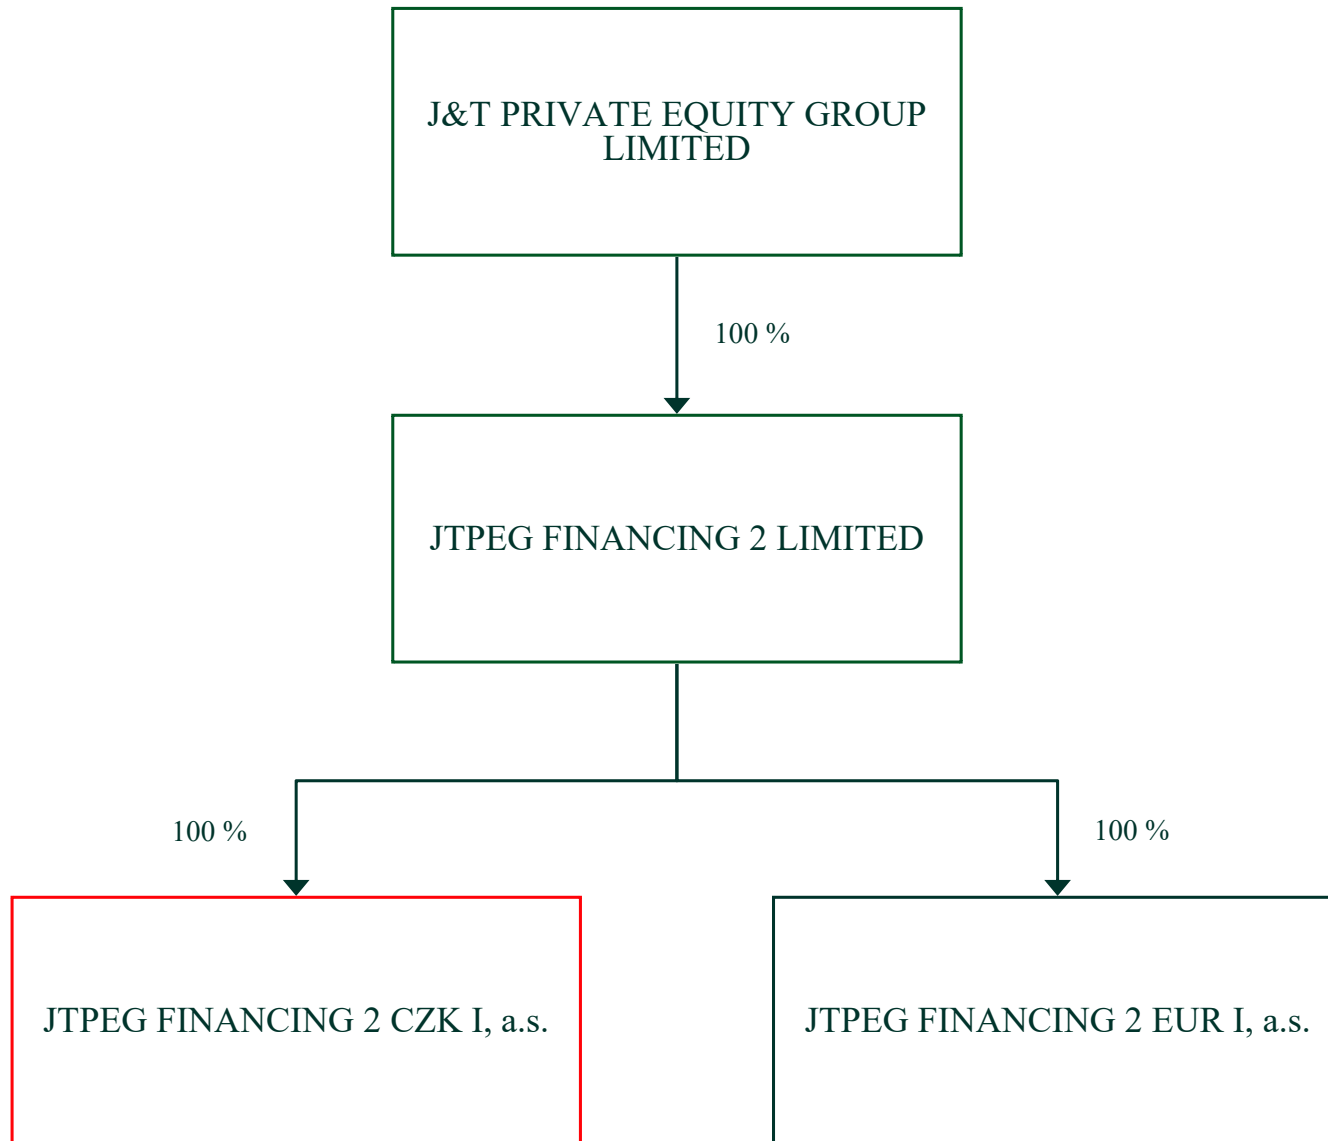 J&T PRIVATE EQUITY GROUP
LIMITED
100 %
JTPEG FINANCING 2 LIMITED
100 %
100 %
JTPEG FINANCING 2 CZK I, a.s.
JTPEG FINANCING 2 EUR I, a.s.